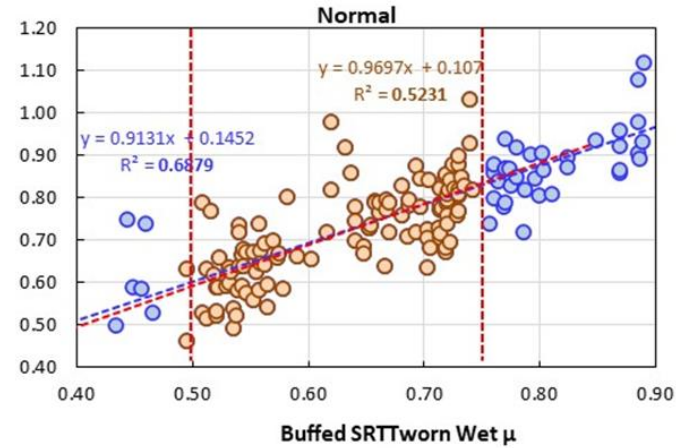 Normal
1.20
1.10
1.00
0.90
0.80
0.70
0.60
0.50
0.40
y = 0.9697x + 0.107
R² = 0.5231
y = 0.9131x + 0.1452
R² = 0.6879
0.40 0.50 0.60 0.70 0.80 0.90
Buffed SRTTworn Wet μ